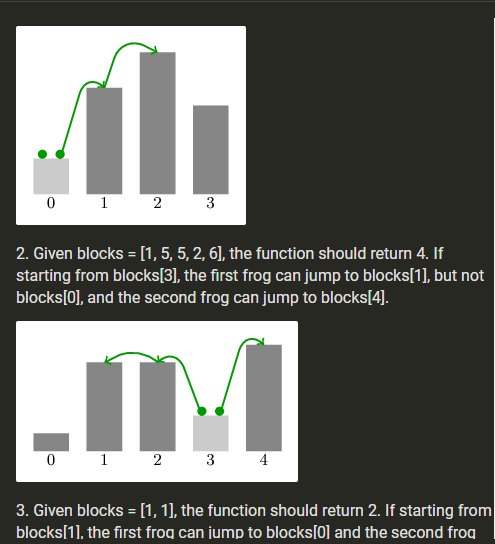 0 1 2 3
2. Given blocks = [1, 5, 5, 2, 6], the function should return 4. If
starting from blocks[3], the first frog can jump to blocks[1], but not
blocks[0], and the second frog can jump to blocks[4].
0 1 2 3 4
3. Given blocks = [1, 1], the function should return 2. If starting from
blocks[1], the first frog can jump to blocks[0] and the second frog